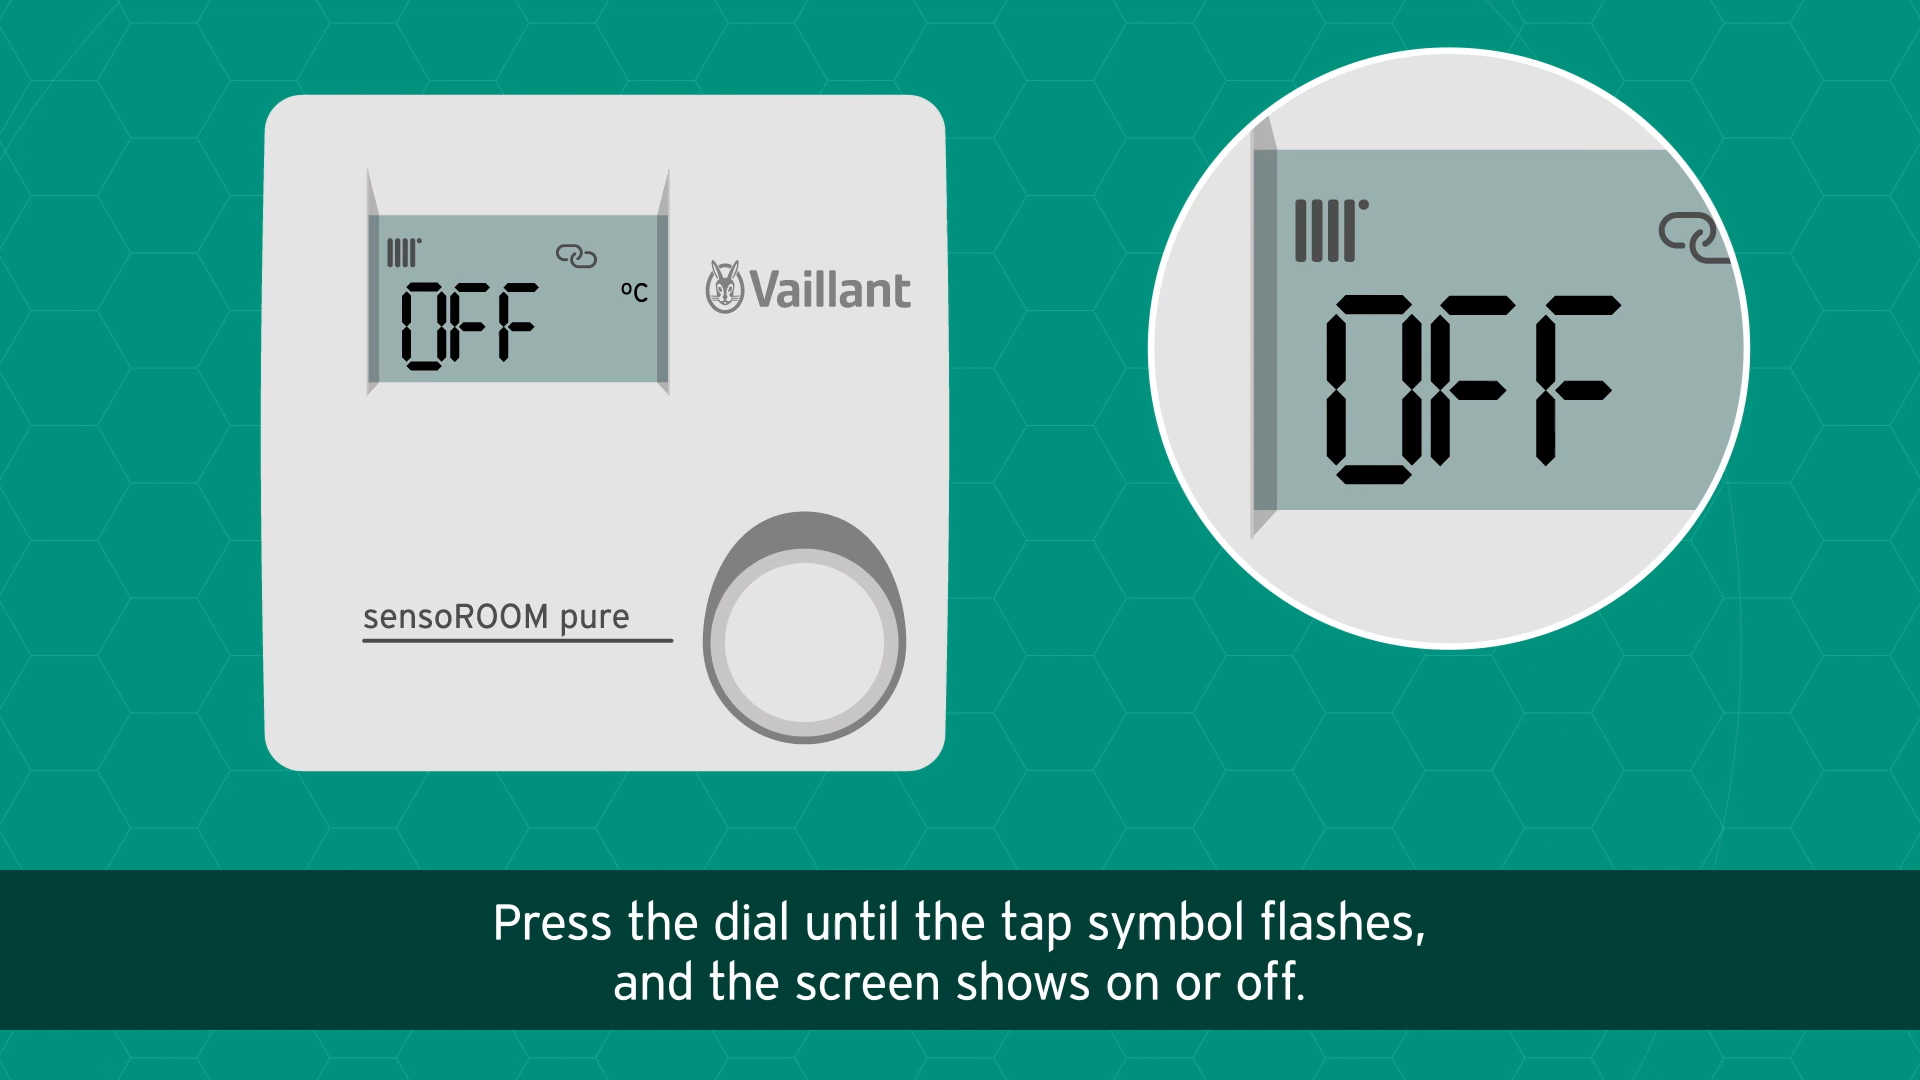 OFF
ºC
Vaillant
sensoROOM pure
OFF
Press the dial until the tap symbol flashes,
and the screen shows on or off.